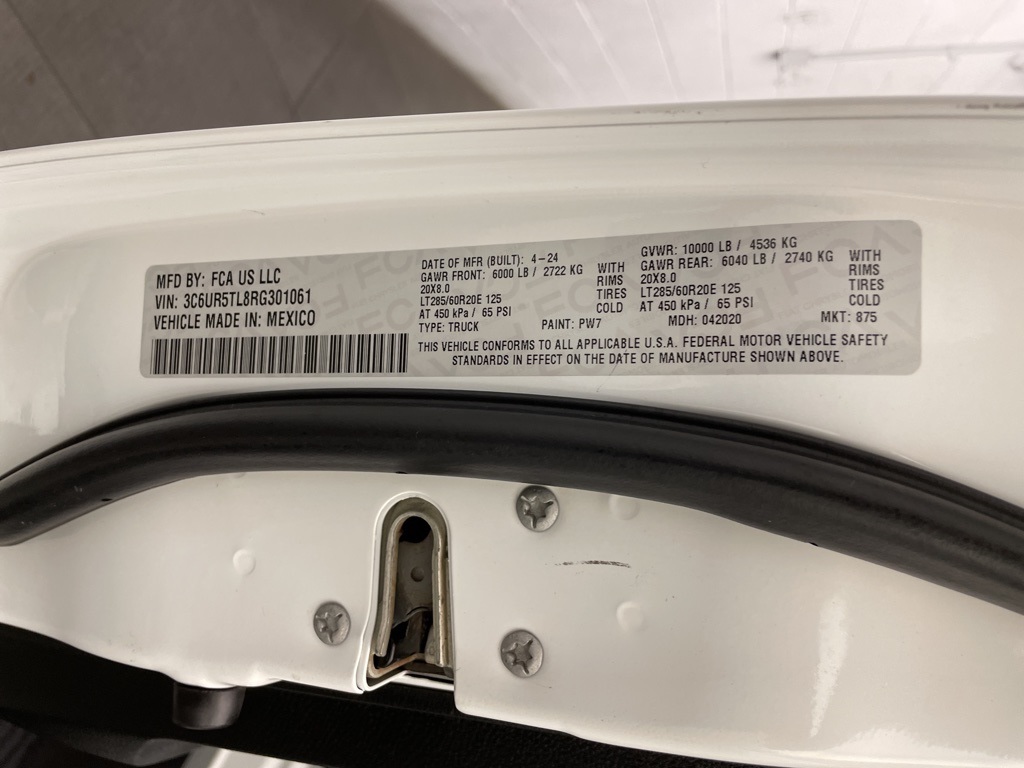 MFD BY: FCA US LLC
VIN: 3C6UR5TL8RG301061
VEHICLE MADE IN: MEXICO
DATE OF MFR (BUILT): 4-24
GAWR FRONT: 6000 LB / 2722 KG WITH
20X8.0 RIMS
LT285/60R20E 125 TIRES
AT 450 kPa / 65 PSI COLD
TYPE: TRUCK PAINT: PW7
GVWR: 10000 LB / 4536 KG
GAWR REAR: 6040 LB / 2740 KG WITH
20X8.0 RIMS
LT285/60R20E 125 TIRES
AT 450 kPa / 65 PSI COLD
MDH: 042020 MKT: 875
THIS VEHICLE CONFORMS TO ALL APPLICABLE U.S.A. FEDERAL MOTOR VEHICLE SAFETY
STANDARDS IN EFFECT ON THE DATE OF MANUFACTURE SHOWN ABOVE.